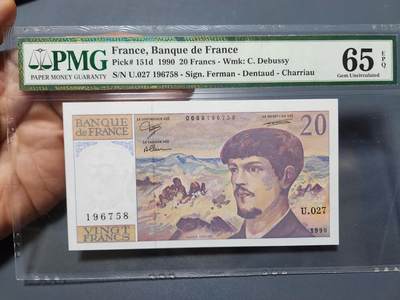 PMG
PAPER MONEY GUARANTY
France, Banque de France
Pick# 151d 1990 20 Francs - Wmk: C. Debussy
S/N U.027 196758 - Sign. Ferman - Dentaud - Charriau
65 EPQ
Gem Uncirculated
BANQUE
DE FRANCE
20
196758
U.027
1990
VINGT
FRANCS